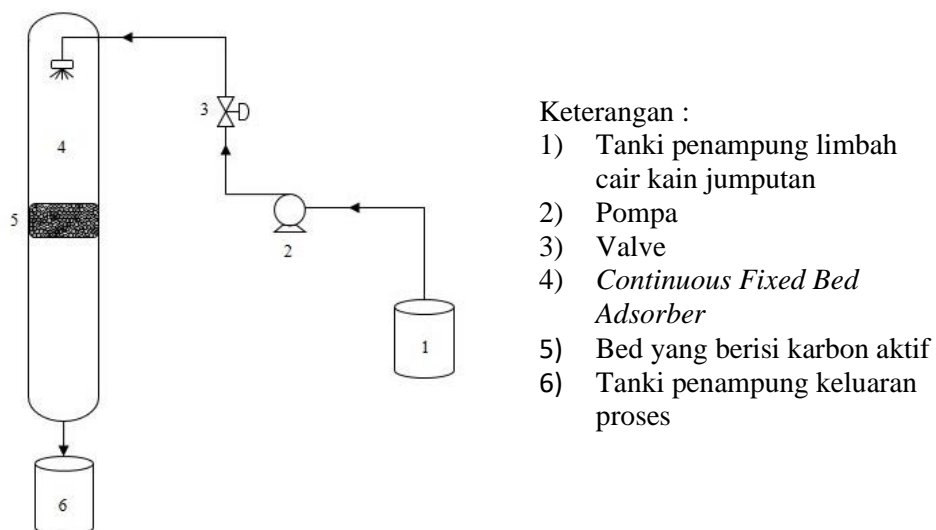 3
4
5
2
1
6
Keterangan :
1) Tanki penampung limbah
cair kain jumputan
2) Pompa
3) Valve
4) Continuous Fixed Bed
Adsorber
5) Bed yang berisi karbon aktif
6) Tanki penampung keluaran
proses